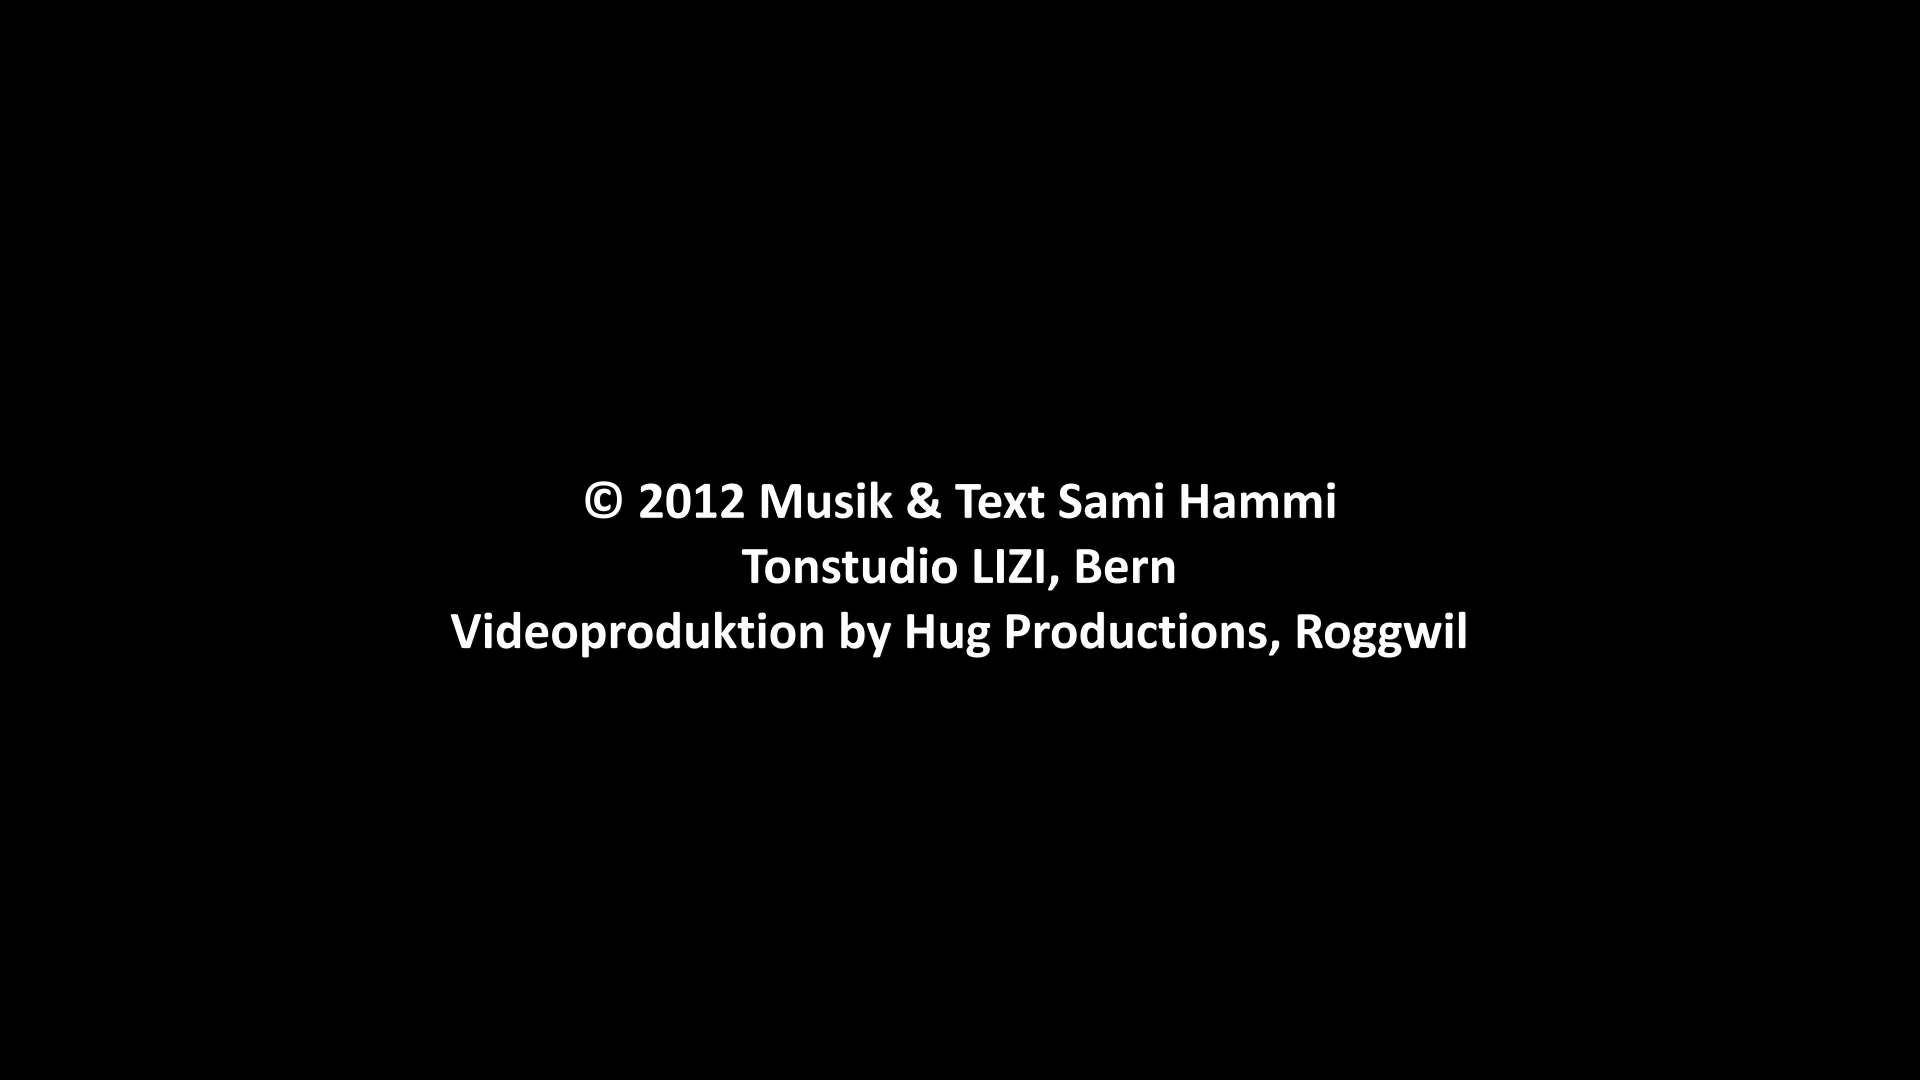 © 2012 Musik & Text Sami Hammi
Tonstudio LIZI, Bern
Videoproduktion by Hug Productions, Roggwil